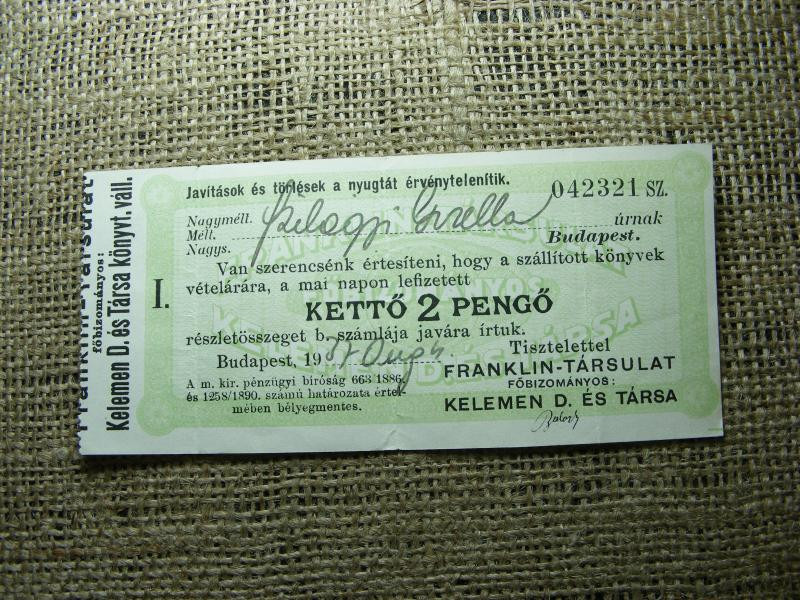 Franklin-Társulat
főbizományos:
Kelemen D. és Társa Könyvt. váll.
Javítások és törlések a nyugtát érvénytelenítik.
042321 SZ.
Nagyméll.
Méll.
Nagys.
úrnak
Budapest.
I.
Van szerencsénk értesíteni, hogy a szállított könyvek
vételárára, a mai napon lefizetett
KETTŐ 2 PENGŐ
részletösszeget b. számlája javára írtuk.
Budapest, 19
Tisztelettel
FRANKLIN-TÁRSULAT
FŐBIZOMÁNYOS:
KELEMEN D. ÉS TÁRSA
A m. kir. pénzügyi bíróság 663 1886.
és 1258/1890. számú határozata értel-
mében bélyegmentes.